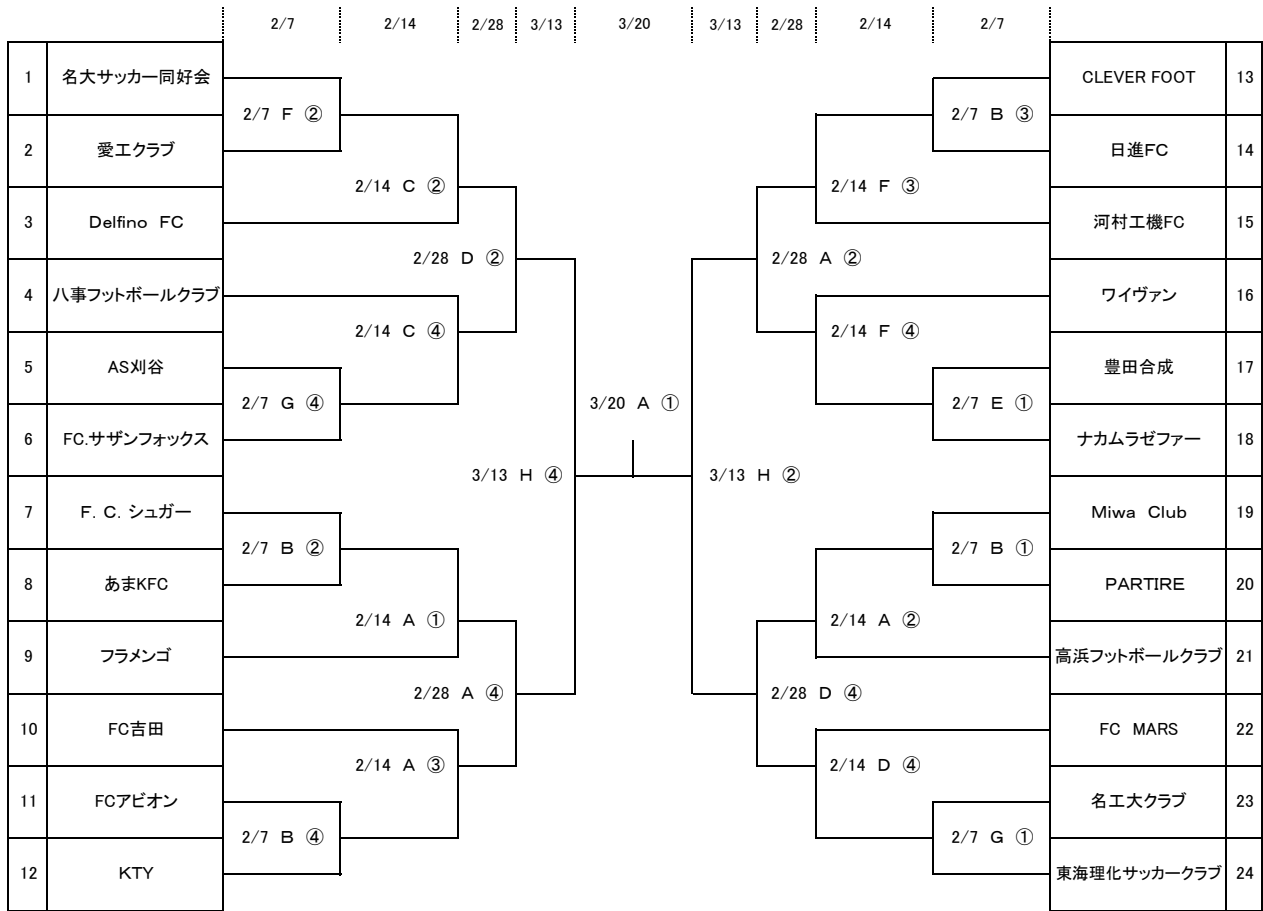 2/7 2/14 2/28 3/13 3/20 3/13 2/28 2/14 2/7
1 名大サッカー同好会
2/7 F ②
2 愛工クラブ
2/14 C ②
3 Delfino FC
2/28 D ②
4 八事フットボールクラブ
2/14 C ④
5 AS刈谷
2/7 G ④
6 FC.サザンフォックス
3/13 H ④
7 F. C. シュガー
2/7 B ②
8 あまKFC
2/14 A ①
9 フラメンゴ
2/28 A ④
10 FC吉田
2/14 A ③
11 FCアビオン
2/7 B ④
12 KTY
3/20 A ①
CLEVER FOOT 13
2/7 B ③
日進FC 14
2/14 F ③
河村工機FC 15
2/28 A ②
ワイヴァン 16
2/14 F ④
豊田合成 17
2/7 E ①
ナカムラゼファー 18
3/13 H ②
Miwa Club 19
2/7 B ①
PARTIRE 20
2/14 A ②
高浜フットボールクラブ 21
2/28 D ④
FC MARS 22
2/14 D ④
名工大クラブ 23
2/7 G ①
東海理化サッカークラブ 24